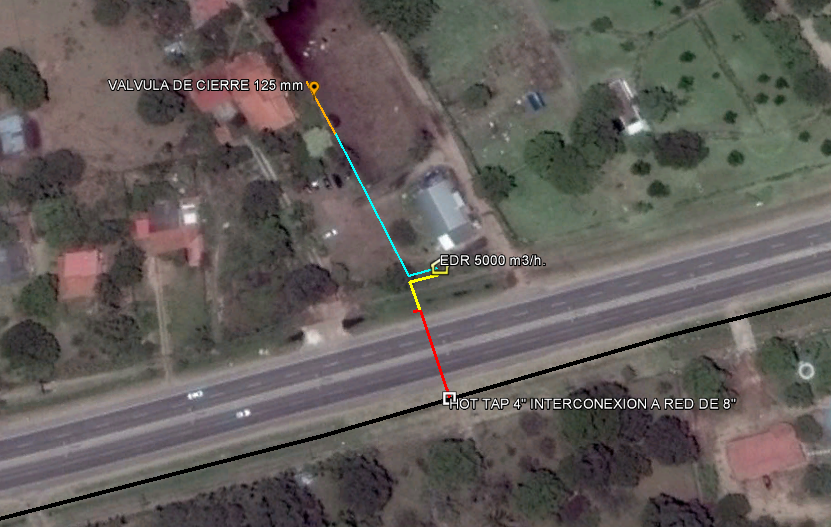 VALVULA DE CIERRE 125 mm
EDR 5000 m3/h.
HOT TAP 4" INTERCONEXION A RED DE 8"